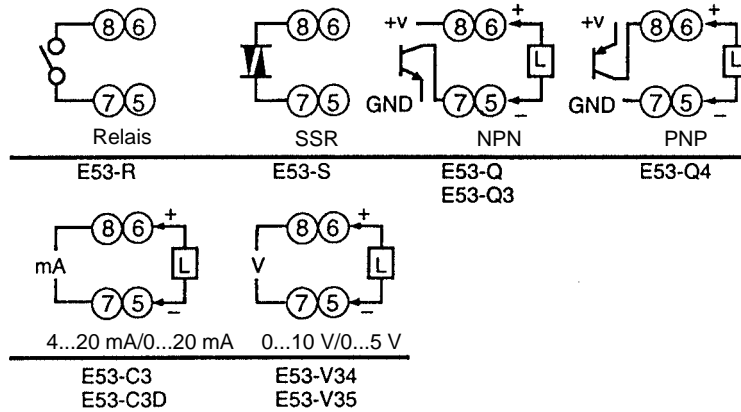 8 6
7 5
Relais
E53-R
8 6
7 5
SSR
E53-S
+v 8 6 +
L
GND 7 5 –
NPN
E53-Q
E53-Q3
+v 8 6 +
L
GND 7 5 –
PNP
E53-Q4
8 6 +
mA L
7 5 –
4...20 mA/0...20 mA
E53-C3
E53-C3D
8 6 +
V L
7 5 –
0...10 V/0...5 V
E53-V34
E53-V35